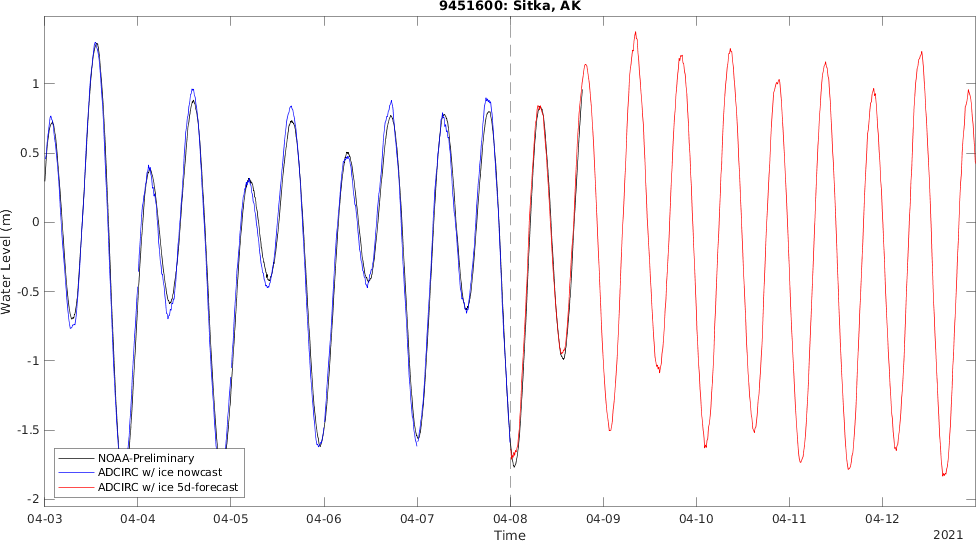 9451600: Sitka, AK
Water Level (m)
1
0.5
0
-0.5
-1
-1.5
-2
NOAA-Preliminary
ADCIRC w/ ice nowcast
ADCIRC w/ ice 5d-forecast
04-03 04-04 04-05 04-06 04-07 04-08 04-09 04-10 04-11 04-12
Time
2021